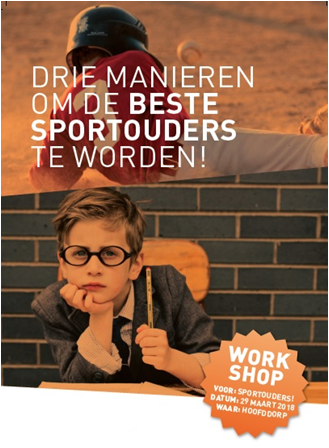 DRIE MANIEREN
OM DE BESTE
SPORTOUDERS
TE WORDEN!
WORK
SHOP
VOOR: SPORTOUDERS!
DATUM: 29 MAART 2018
WAAR: HOOFDDORP